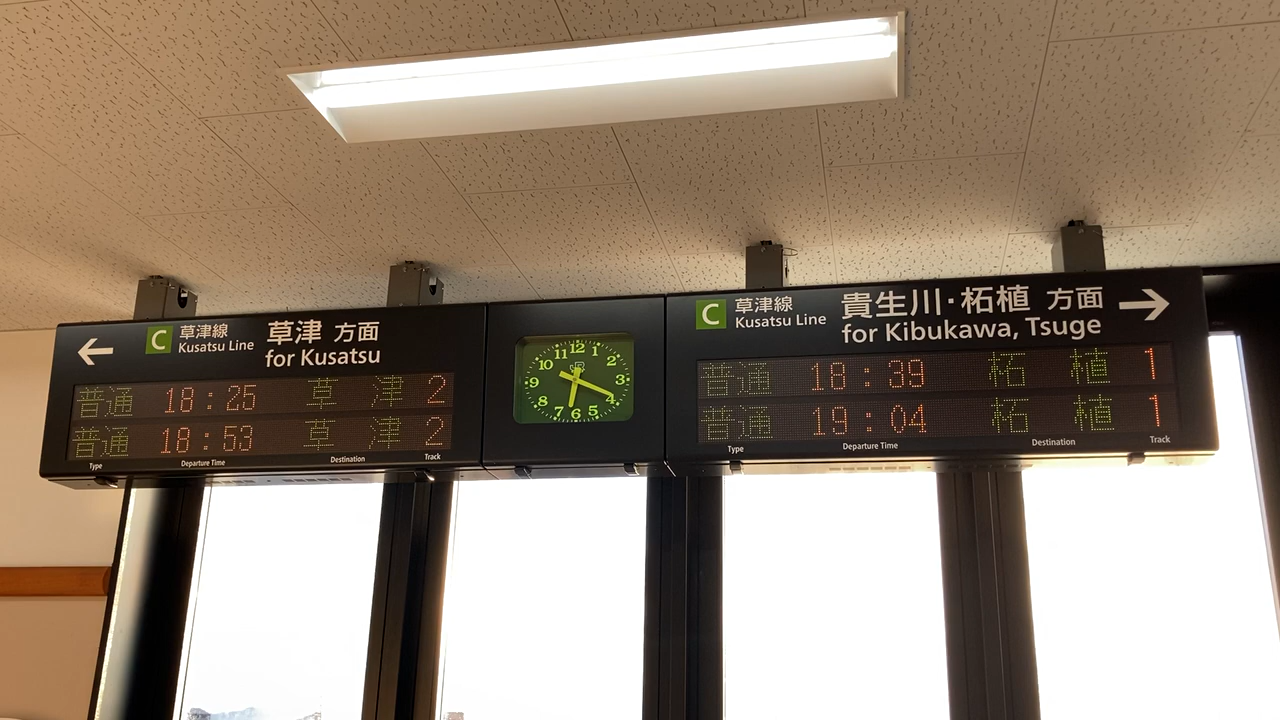 C 草津線 草津 方面
Kusatsu Line for Kusatsu
普通 18:25 草津 2
普通 18:53 草津 2
Type Departure Time Destination Track
12
1
2
3
4
5
6
7
8
9
10
11
JR
C 草津線 貴生川・柘植 方面
Kusatsu Line for Kibukawa, Tsuge
普通 18:39 柘植 1
普通 19:04 柘植 1
Type Departure Time Destination Track